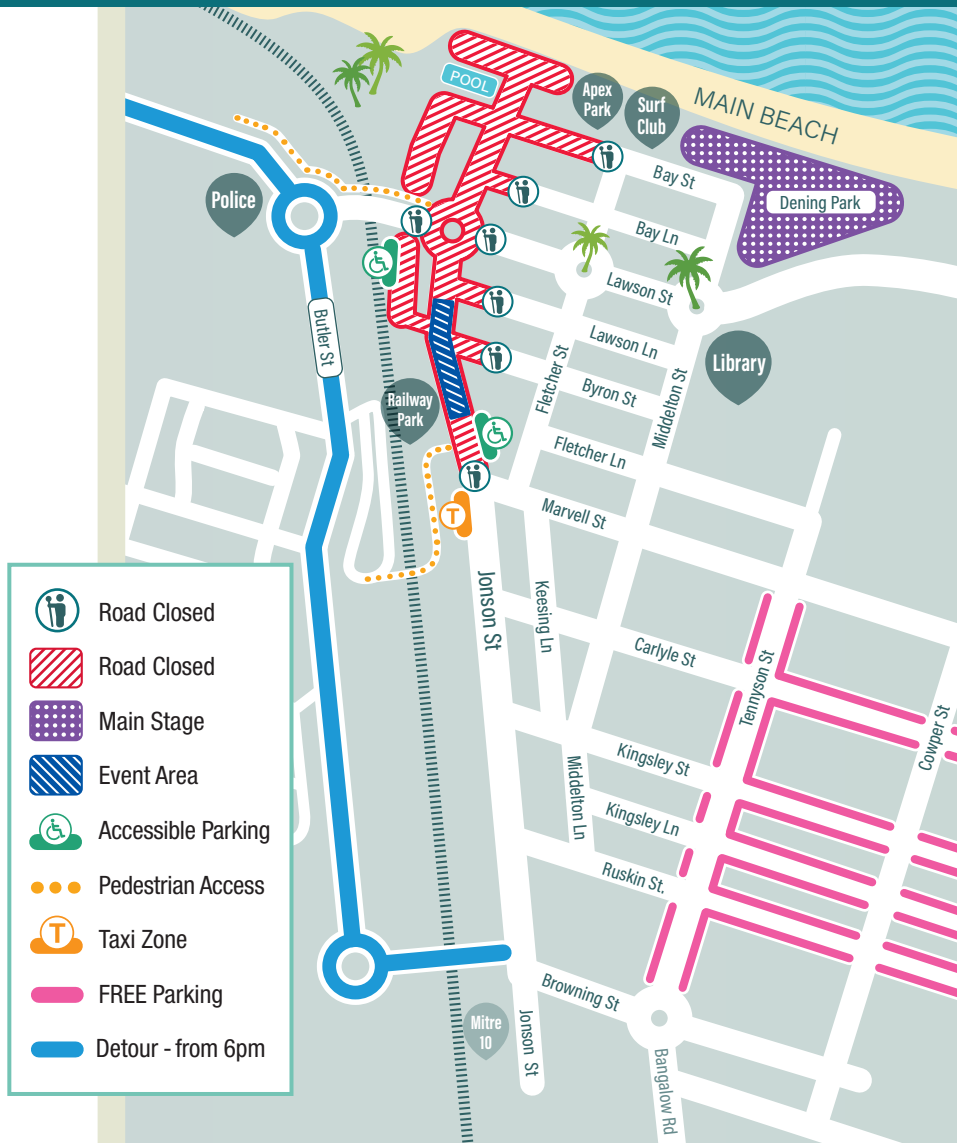 POOL
Apex
Park
Surf
Club
MAIN BEACH
Bay St
Dening Park
Police
Bay Ln
Lawson St
Butler St
Lawson Ln
Library
Fletcher St
Byron St
Middelton St
Railway
Park
Fletcher Ln
T
Marvell St
Jonson St
Keesing Ln
Carlyle St
Tennyson St
Cowper St
Kingsley St
Middelton Ln
Kingsley Ln
Ruskin St.
Browning St
Mitre
10
Jonson St
Bangalow Rd
Road Closed
Road Closed
Main Stage
Event Area
Accessible Parking
Pedestrian Access
T Taxi Zone
FREE Parking
Detour - from 6pm